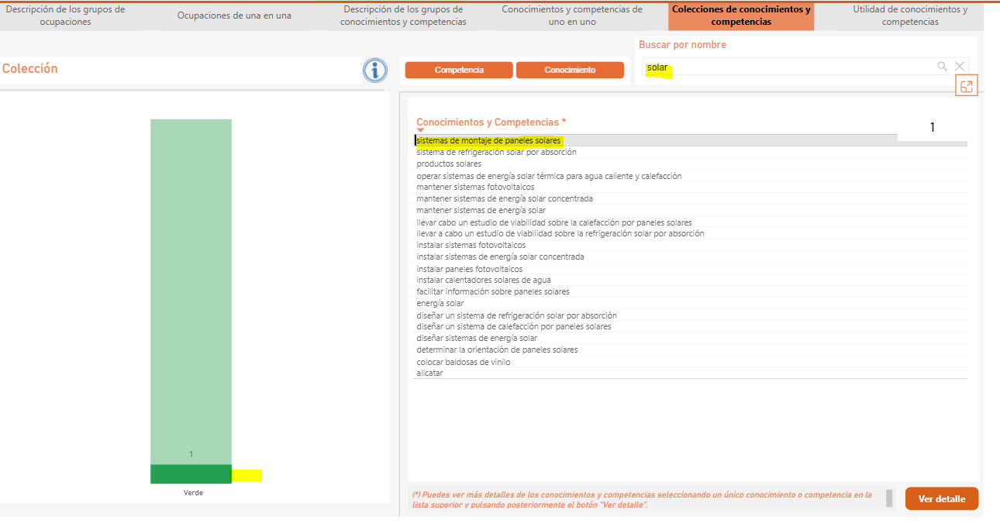 Descripción de los grupos de
ocupaciones
Ocupaciones de una en una
Descripción de los grupos de
conocimientos y competencias
Conocimientos y competencias de
uno en uno
Colecciones de conocimientos y
competencias
Utilidad de conocimientos y
competencias
Colección
Competencia
Conocimiento
Buscar por nombre
solar
Conocimientos y Competencias *
1
sistemas de montaje de paneles solares
sistema de refrigeración solar por absorción
productos solares
operar sistemas de energía solar térmica para agua caliente y calefacción
mantener sistemas fotovoltaicos
mantener sistemas de energía solar concentrada
mantener sistemas de energía solar
llevar cabo un estudio de viabilidad sobre la calefacción por paneles solares
llevar a cabo un estudio de viabilidad sobre la refrigeración solar por absorción
instalar sistemas fotovoltaicos
instalar sistemas de energía solar concentrada
instalar paneles fotovoltaicos
instalar calentadores solares de agua
facilitar información sobre paneles solares
energía solar
diseñar un sistema de refrigeración solar por absorción
diseñar un sistema de calefacción por paneles solares
diseñar sistemas de energía solar
determinar la orientación de paneles solares
colocar baldosas de vinilo
alicatar
1
Verde
(*) Puedes ver más detalles de los conocimientos y competencias seleccionando un único conocimiento o competencia en la
lista superior y pulsando posteriormente el botón "Ver detalle".
Ver detalle